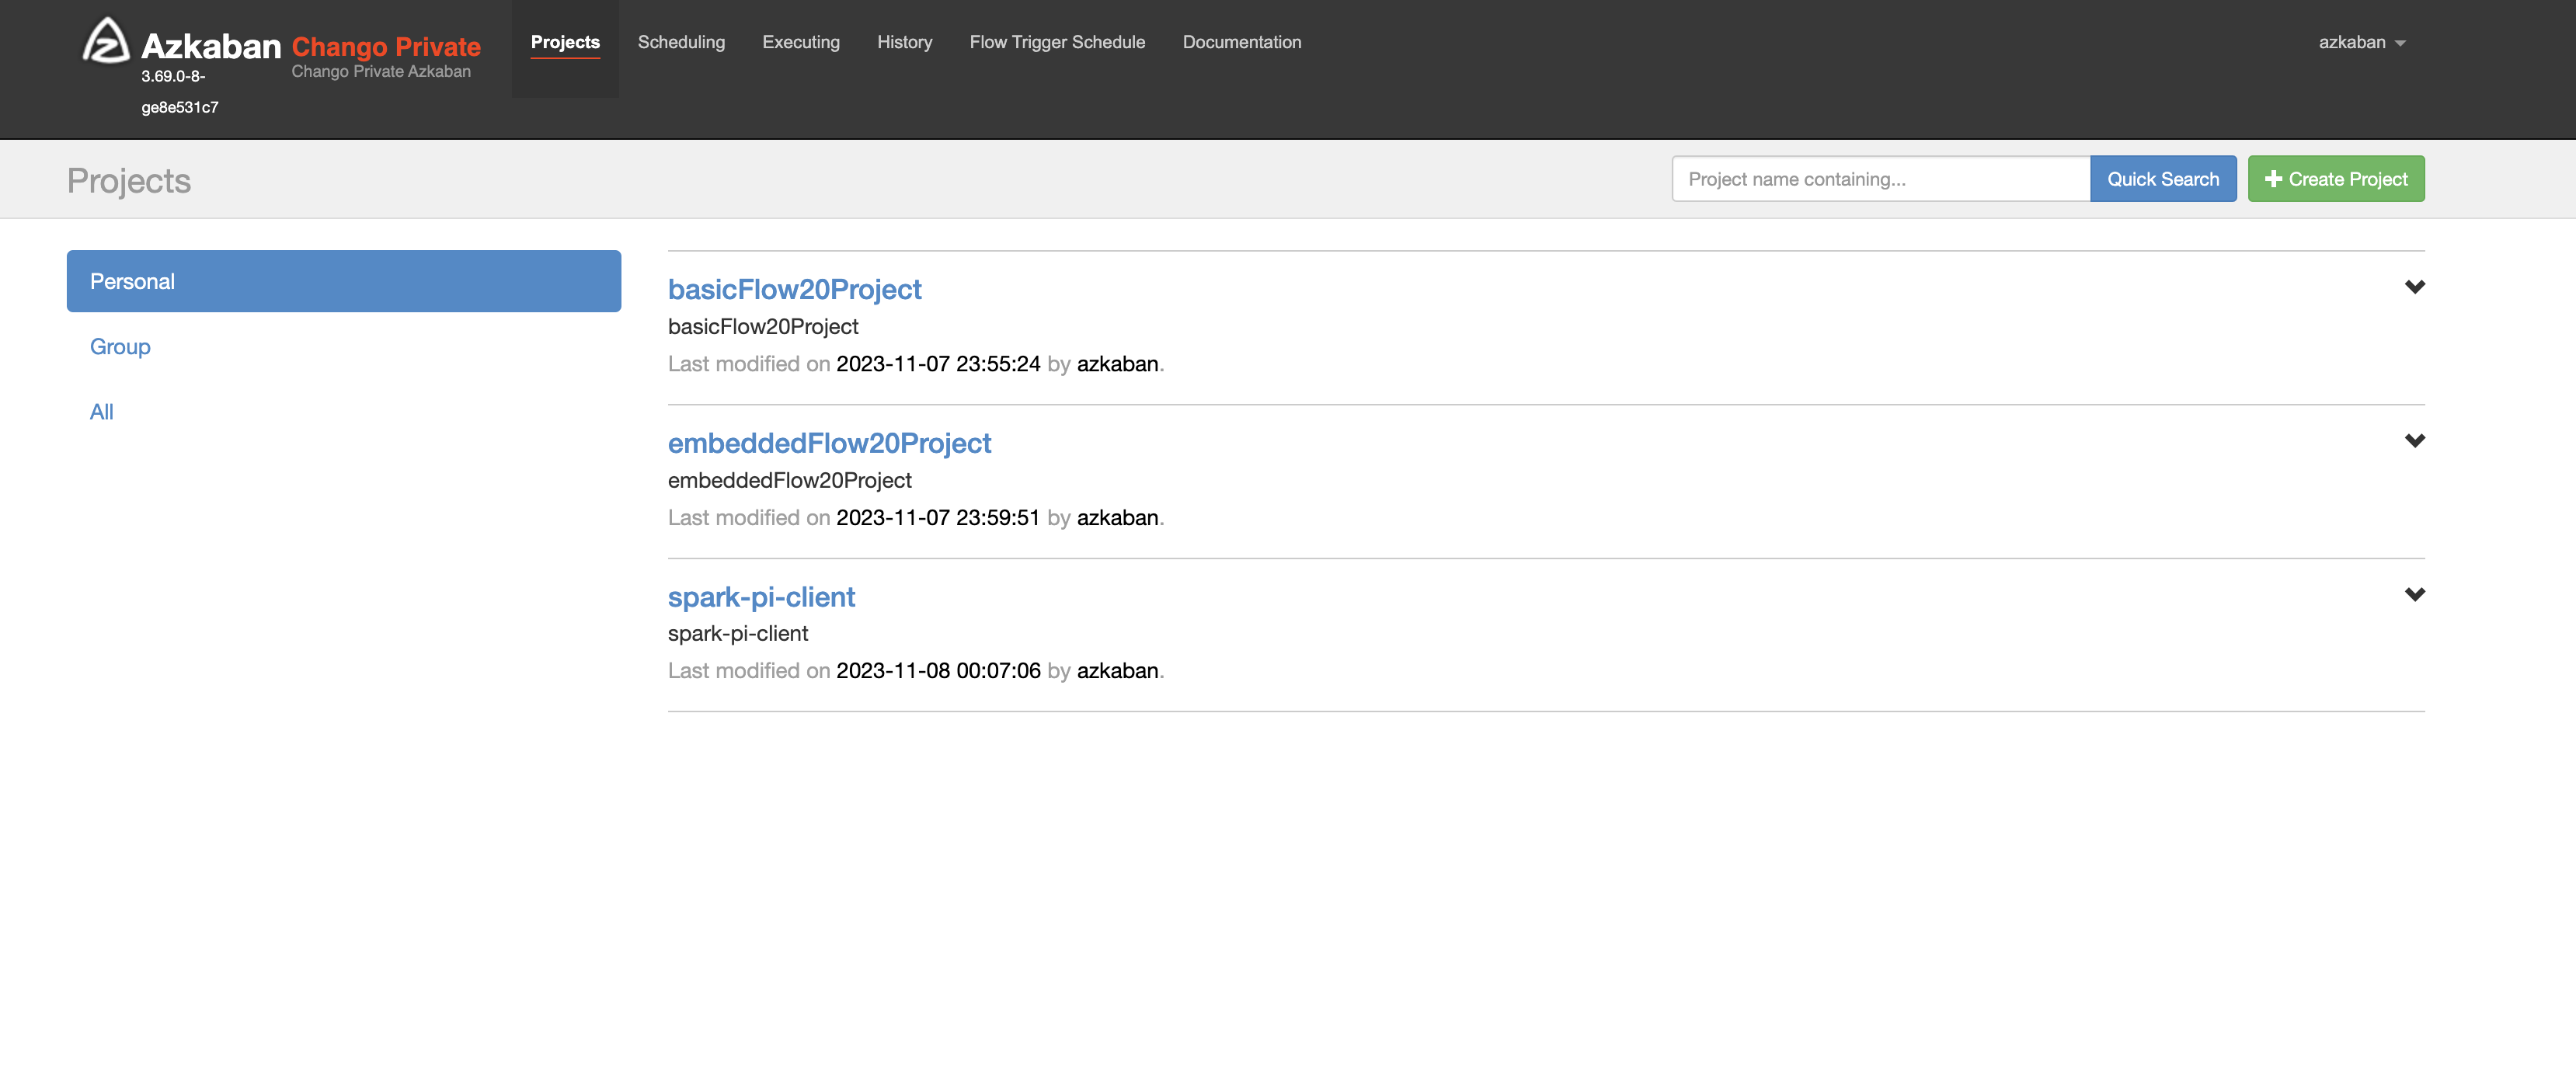 Azkaban Chango Private
3.69.0-8-
ge8e531c7
Chango Private Azkaban
Projects Scheduling Executing History Flow Trigger Schedule Documentation azkaban
Projects
Project name containing... Quick Search Create Project
Personal
Group
All
basicFlow20Project
basicFlow20Project
Last modified on 2023-11-07 23:55:24 by azkaban.
embeddedFlow20Project
embeddedFlow20Project
Last modified on 2023-11-07 23:59:51 by azkaban.
spark-pi-client
spark-pi-client
Last modified on 2023-11-08 00:07:06 by azkaban.